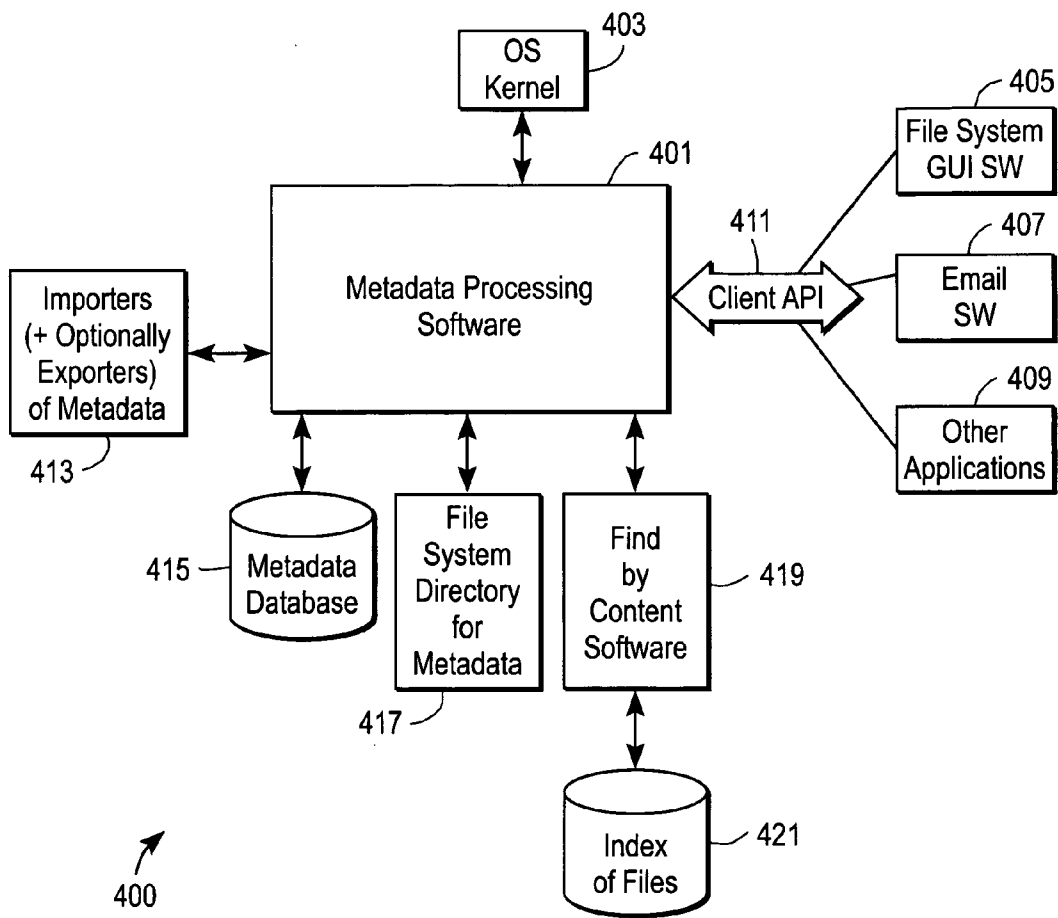 403
OS
Kernel
405
File System
GUI SW
401
411
407
Metadata Processing
Software
Client API
Email
SW
Importers
(+ Optionally
Exporters)
of Metadata
409
Other
Applications
413
415
Metadata
Database
File
System
Directory
for
Metadata
Find
by
Content
Software
419
417
Index
of Files
421
400